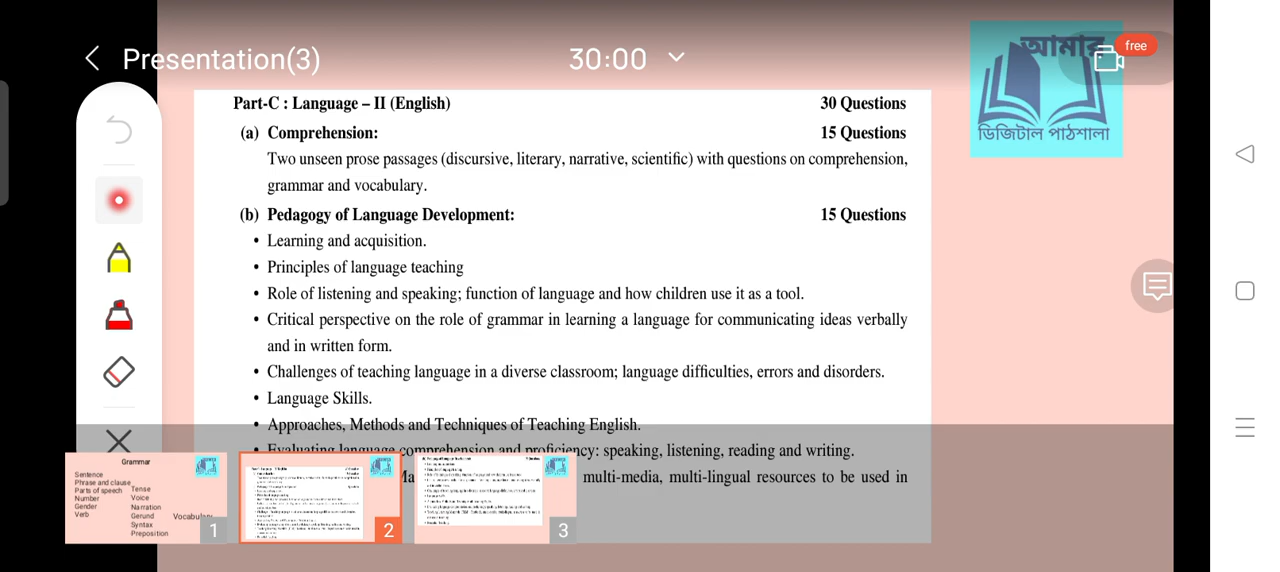 Presentation(3)
30:00
free
আমার
ডিজিটাল পাঠশালা
Part-C : Language – II (English) 30 Questions
(a) Comprehension: 15 Questions
Two unseen prose passages (discursive, literary, narrative, scientific) with questions on comprehension,
grammar and vocabulary.
(b) Pedagogy of Language Development: 15 Questions
• Learning and acquisition.
• Principles of language teaching
• Role of listening and speaking; function of language and how children use it as a tool.
• Critical perspective on the role of grammar in learning a language for communicating ideas verbally
and in written form.
• Challenges of teaching language in a diverse classroom; language difficulties, errors and disorders.
• Language Skills.
• Approaches, Methods and Techniques of Teaching English.
• Evaluating language comprehension and proficiency: speaking, listening, reading and writing.
multi-media, multi-lingual resources to be used in
Grammar
Sentence
Phrase and clause
Parts of speech
Number
Gender
Verb
Tense
Voice
Narration
Gerund
Syntax
Preposition
1
2
3